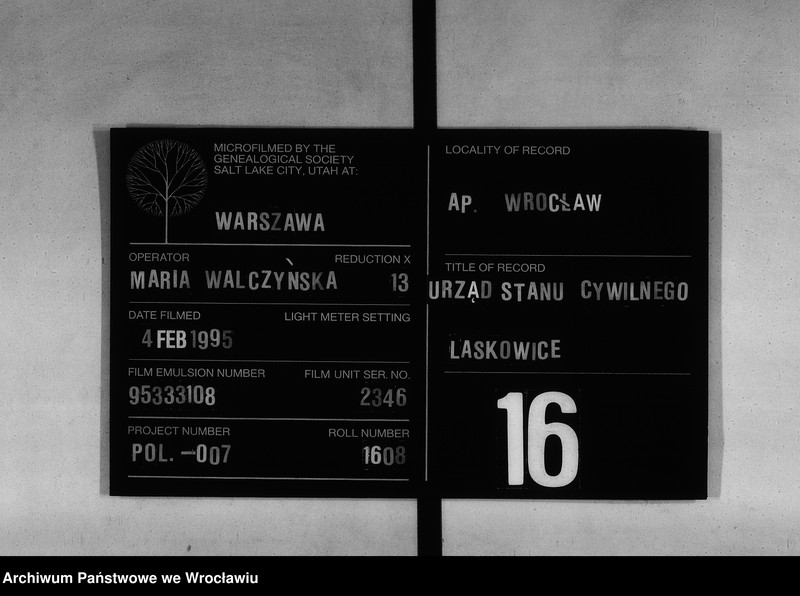 MICROFILMED BY THE
GENEALOGICAL SOCIETY
SALT LAKE CITY, UTAH AT:
WARSZAWA
OPERATOR REDUCTION X
MARIA WALCZYŃSKA 13
DATE FILMED LIGHT METER SETTING
4 FEB 1995
FILM EMULSION NUMBER FILM UNIT SER. NO.
95333108 2346
PROJECT NUMBER ROLL NUMBER
POL. -007 1608
LOCALITY OF RECORD
AP. WROCŁAW
TITLE OF RECORD
URZĄD STANU CYWILNEGO
LASKOWICE
16
Archiwum Państwowe we Wrocławiu